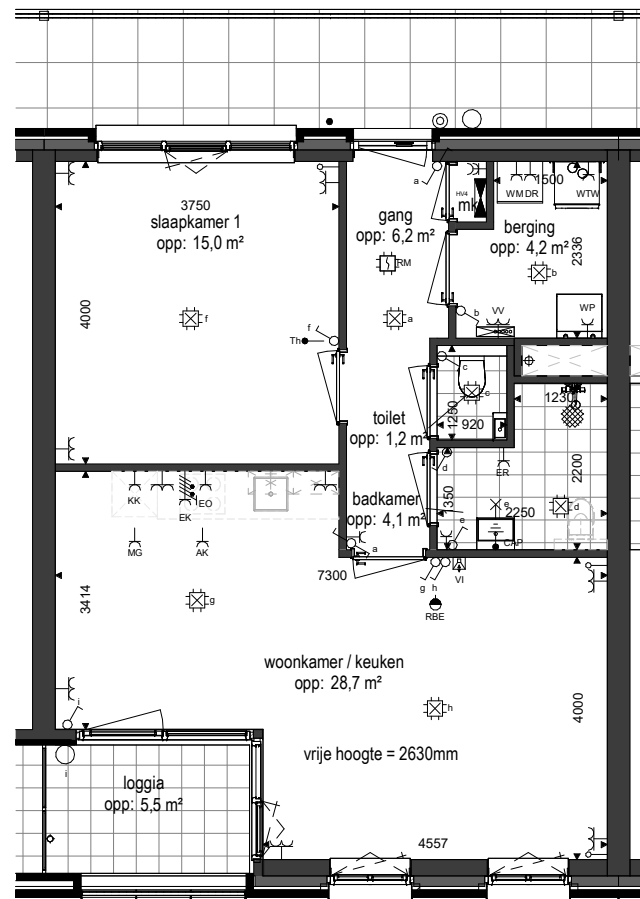 3750
slaapkamer 1
opp: 15,0 m²
4000
f
f
Th
gang
opp: 6,2 m²
RM
a
a
HV4
mk
WM DR
1500
WTW
berging
opp: 4,2 m²
2336
b
b
VV
WP
c
c
1250
920
toilet
opp: 1,2 m²
1230
2200
d
ER
1350
e
2250
d
e
CAP
badkamer
opp: 4,1 m²
a
KK
EK
EO
MG
AK
7300
g
h
VI
RBE
3414
g
woonkamer / keuken
opp: 28,7 m²
h
4000
vrije hoogte = 2630mm
i
i
loggia
opp: 5,5 m²
4557